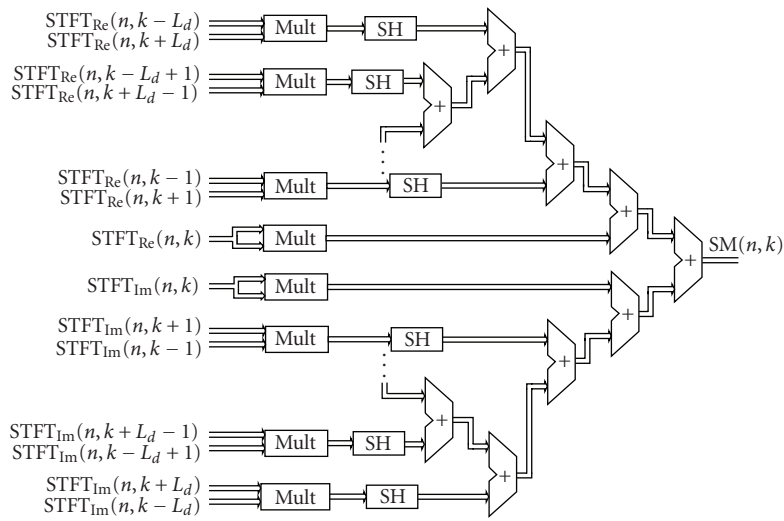 STFT_Re(n, k − L_d)
STFT_Re(n, k + L_d)
Mult
SH
+
STFT_Re(n, k − L_d + 1)
STFT_Re(n, k + L_d − 1)
Mult
SH
+
+
STFT_Re(n, k − 1)
STFT_Re(n, k + 1)
Mult
SH
+
STFT_Re(n, k)
Mult
SM(n, k)
+
STFT_Im(n, k)
Mult
+
STFT_Im(n, k + 1)
STFT_Im(n, k − 1)
Mult
SH
+
STFT_Im(n, k + L_d − 1)
STFT_Im(n, k − L_d + 1)
Mult
SH
+
STFT_Im(n, k + L_d)
STFT_Im(n, k − L_d)
Mult
SH
+